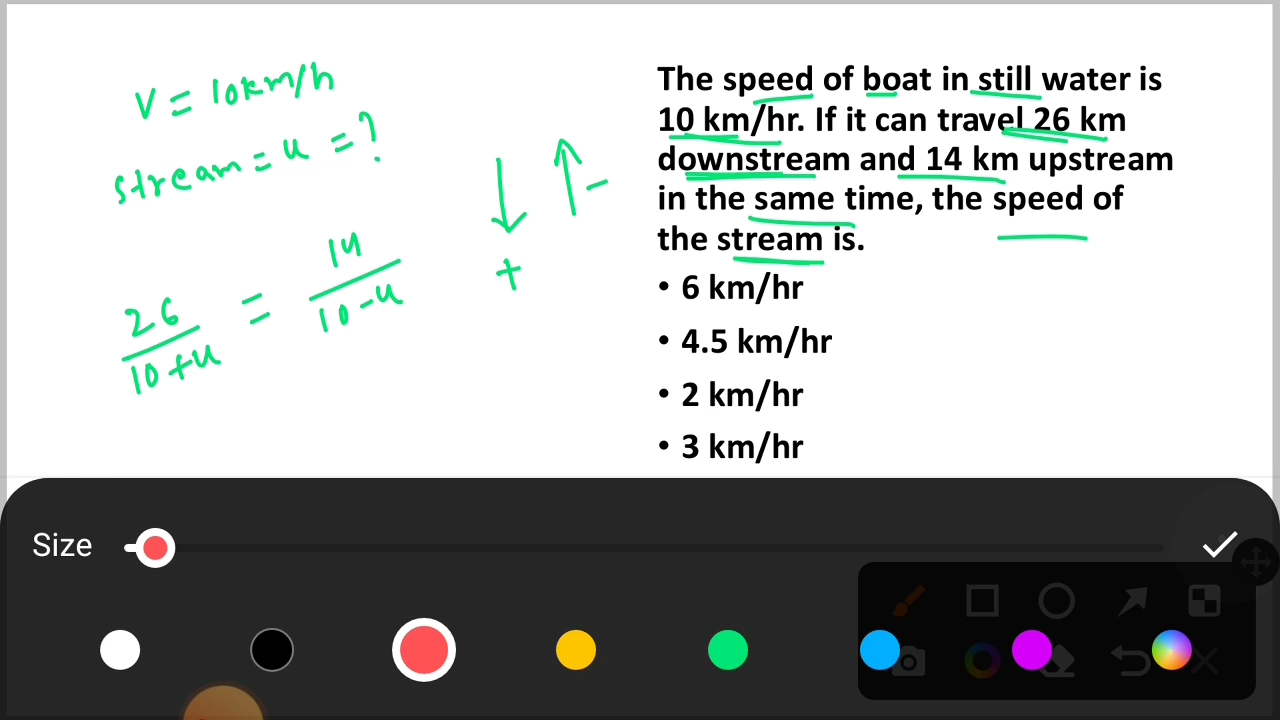 V = 10km/h
stream = u = ?
26/10+u = 14/10-u
↓ ↑ -
+
The speed of boat in still water is
10 km/hr. If it can travel 26 km
downstream and 14 km upstream
in the same time, the speed of
the stream is.
• 6 km/hr
• 4.5 km/hr
• 2 km/hr
• 3 km/hr
Size